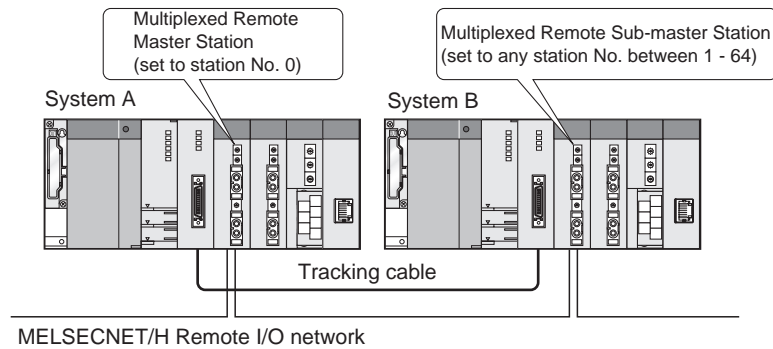 Multiplexed Remote
Master Station
(set to station No. 0)
Multiplexed Remote Sub-master Station
(set to any station No. between 1 - 64)
System A
System B
Tracking cable
MELSECNET/H Remote I/O network